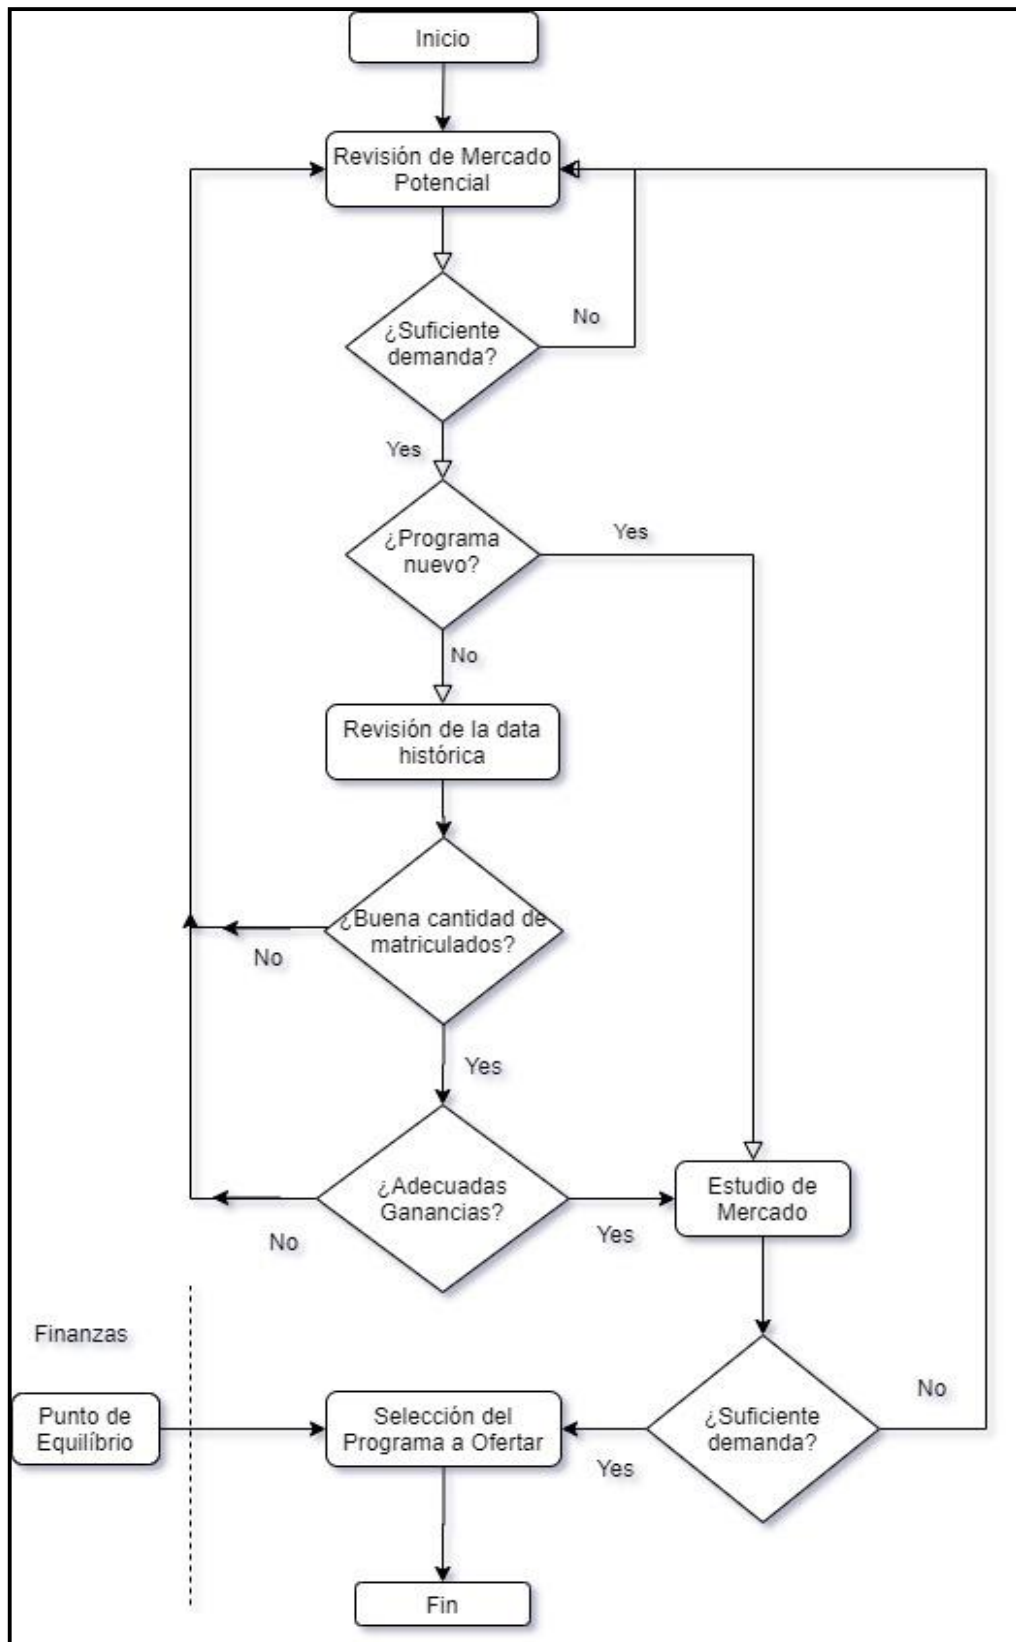 Inicio
Revisión de Mercado
Potencial
¿Suficiente
demanda?
No
Yes
¿Programa
nuevo?
Yes
No
Revisión de la data
histórica
¿Buena cantidad de
matriculados?
No
Yes
¿Adecuadas
Ganancias?
No
Yes
Estudio de
Mercado
Finanzas
Punto de
Equilíbrio
Selección del
Programa a Ofertar
Yes
¿Suficiente
demanda?
No
Fin